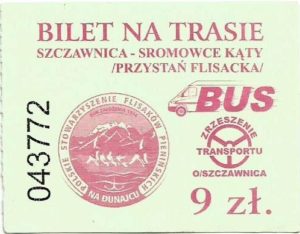 BILET NA TRASIE
SZCZAWNICA - SROMOWCE KĄTY
/PRZYSTAŃ FLISACKA/
043772
BUS
POLSKIE STOWARZYSZENIE FLISAKÓW PIENIŃSKICH
NA DUNAJCU
ZRZESZENIE
TRANSPORTU
O/SZCZAWNICA
9 zł.